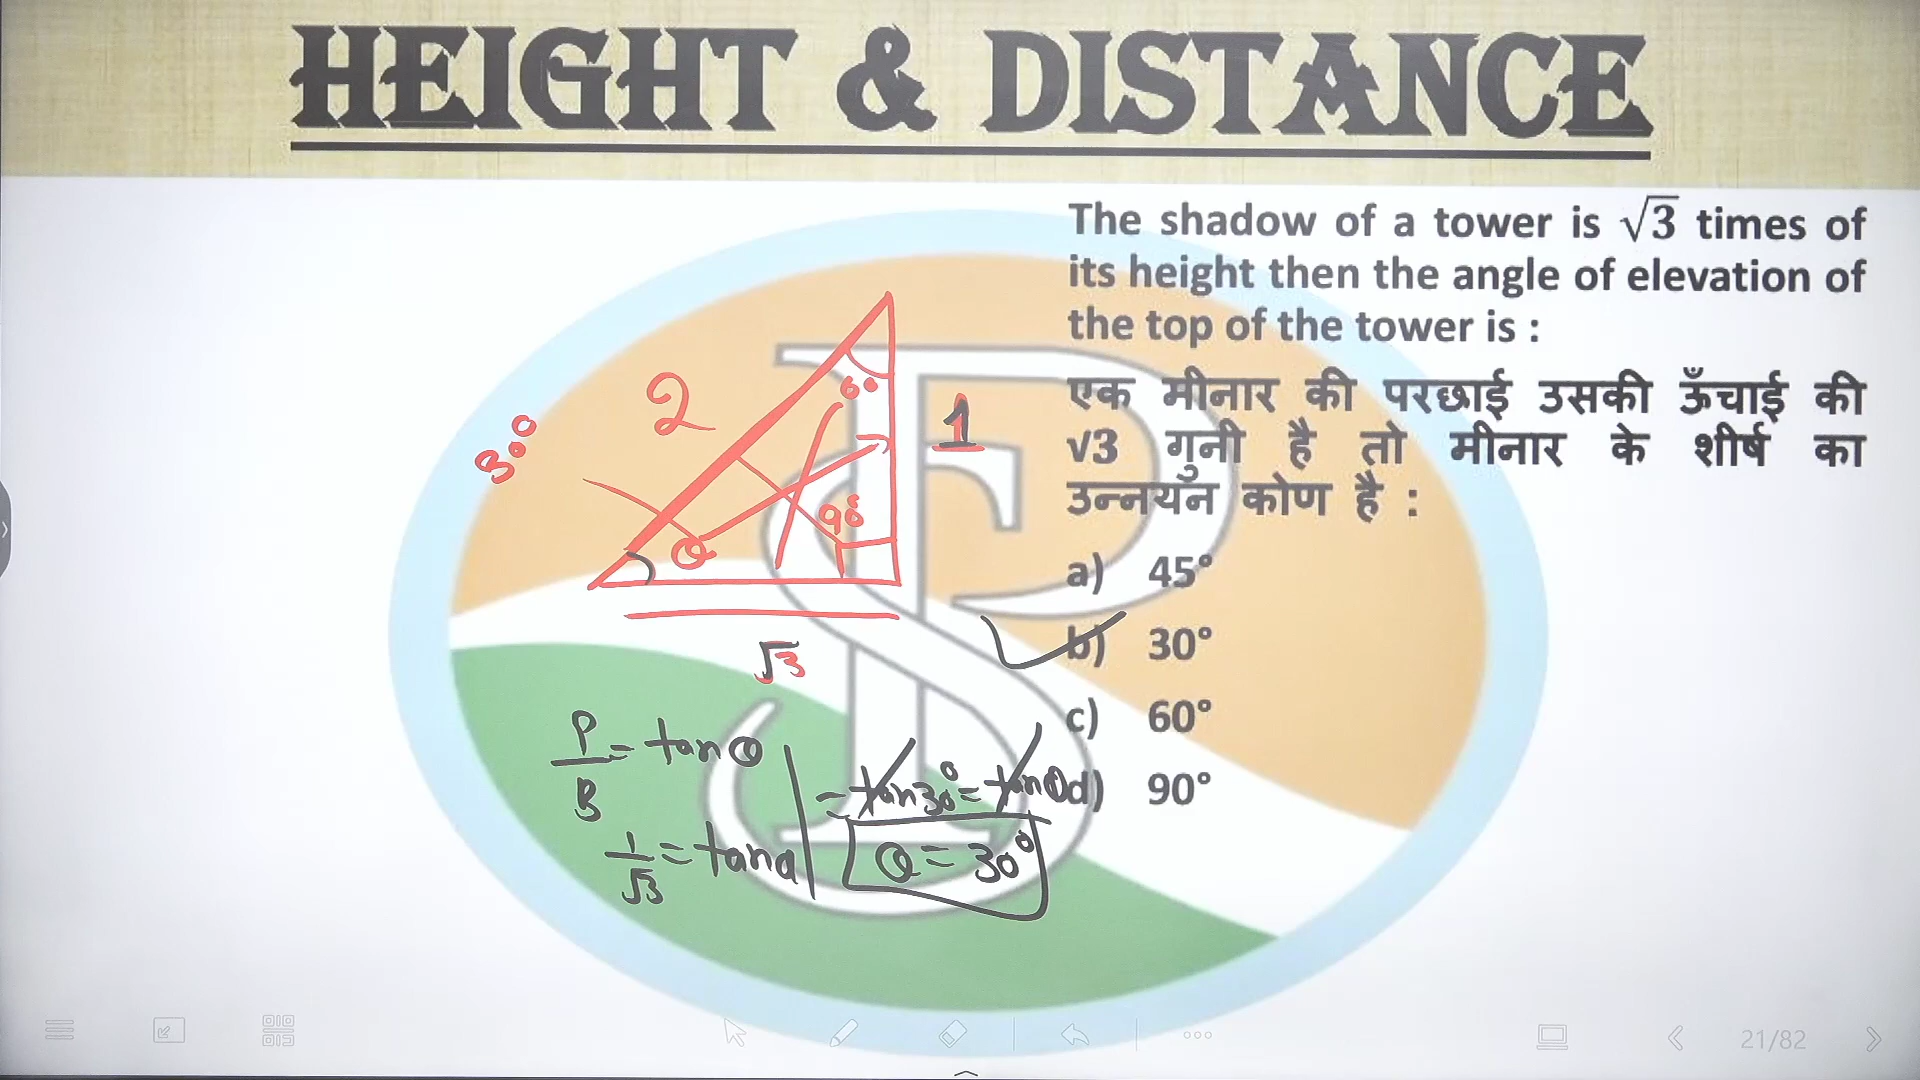 HEIGHT & DISTANCE
The shadow of a tower is √3 times of
its height then the angle of elevation of
the top of the tower is :
एक मीनार की परछाई उसकी ऊँचाई की
√3 गुनी है तो मीनार के शीर्ष का
उन्नयन कोण है :
a) 45°
b) 30°
c) 60°
d) 90°
30°
2
60
1
90°
θ
√3
P/B = tan θ
1/√3 = tan θ
= tan 30° = tan θ
θ = 30°
21/82